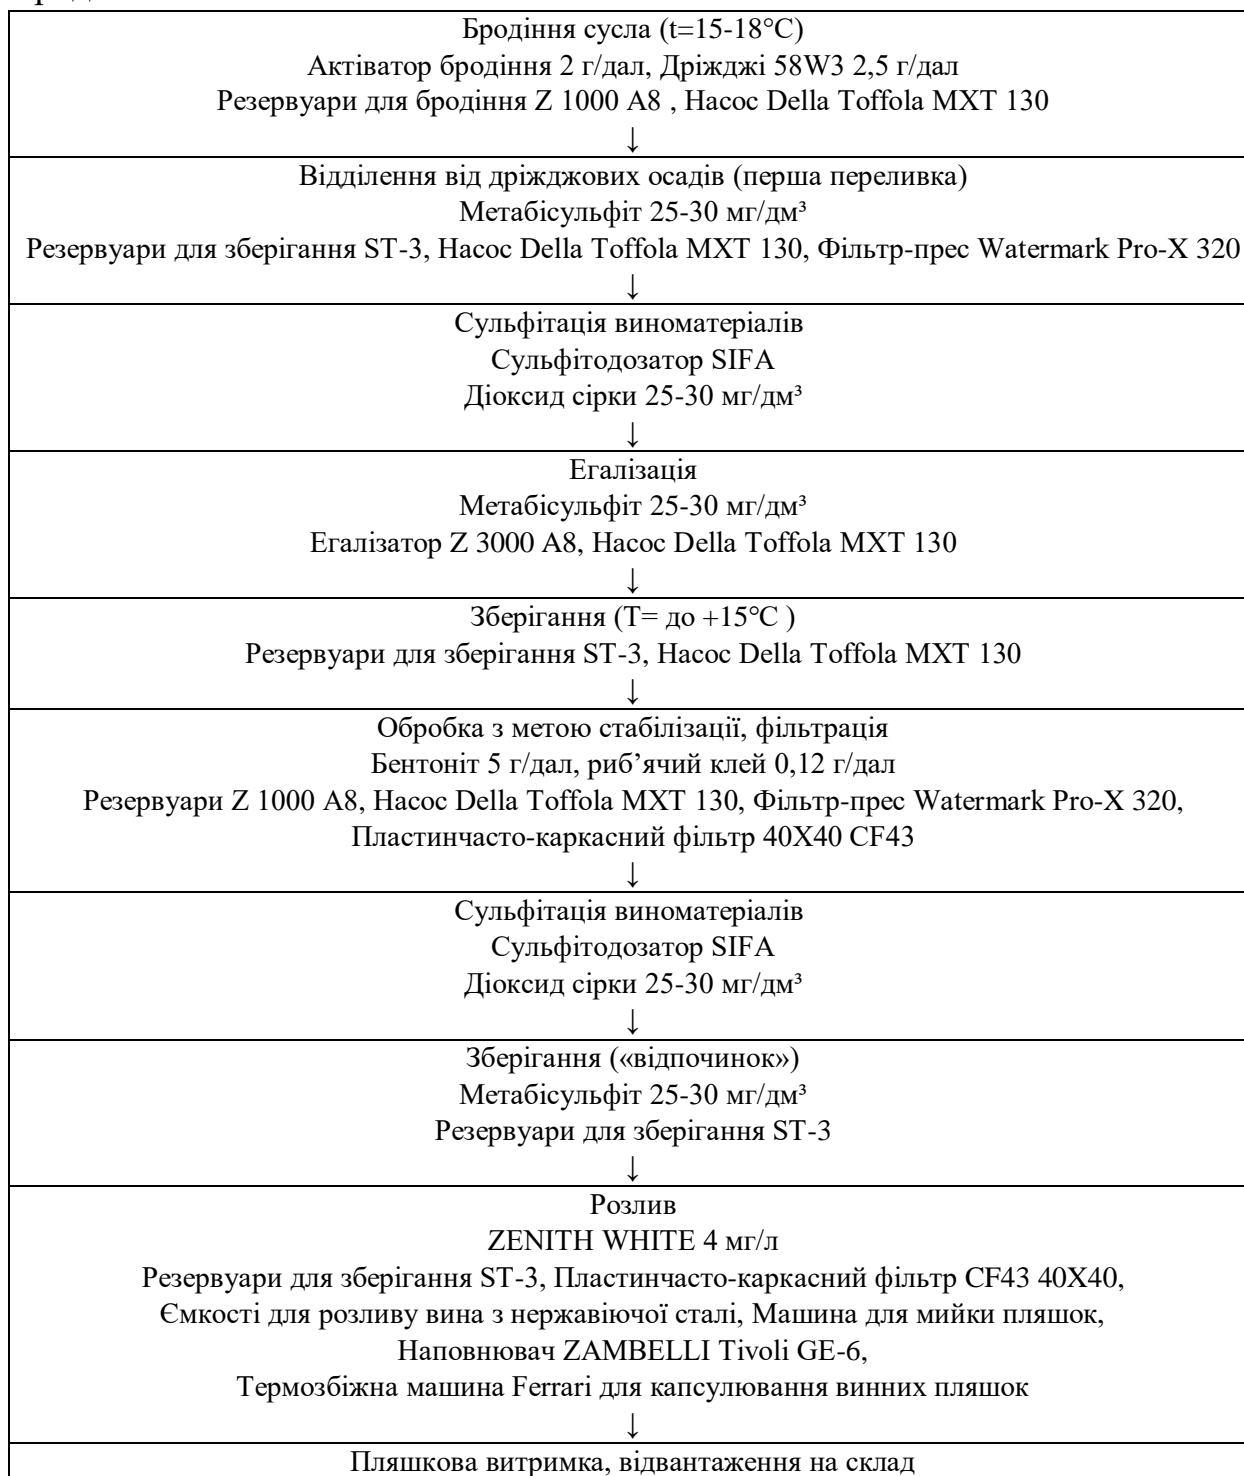 Бродіння сусла (t=15-18°C)
Актіватор бродіння 2 г/дал, Дріжджі 58W3 2,5 г/дал
Резервуари для бродіння Z 1000 A8 , Насос Della Toffola MXT 130
↓
Відділення від дріжджових осадів (перша переливка)
Метабісульфіт 25-30 мг/дм³
Резервуари для зберігання ST-3, Насос Della Toffola MXT 130, Фільтр-прес Watermark Pro-X 320
↓
Сульфітація виноматеріалів
Сульфітодозатор SIFA
Діоксид сірки 25-30 мг/дм³
↓
Егалізація
Метабісульфіт 25-30 мг/дм³
Егалізатор Z 3000 A8, Насос Della Toffola MXT 130
↓
Зберігання (Т= до +15°C )
Резервуари для зберігання ST-3, Насос Della Toffola MXT 130
↓
Обробка з метою стабілізації, фільтрація
Бентоніт 5 г/дал, риб’ячий клей 0,12 г/дал
Резервуари Z 1000 A8, Насос Della Toffola MXT 130, Фільтр-прес Watermark Pro-X 320,
Пластинчасто-каркасний фільтр 40X40 CF43
↓
Сульфітація виноматеріалів
Сульфітодозатор SIFA
Діоксид сірки 25-30 мг/дм³
↓
Зберігання («відпочинок»)
Метабісульфіт 25-30 мг/дм³
Резервуари для зберігання ST-3
↓
Розлив
ZENITH WHITE 4 мг/л
Резервуари для зберігання ST-3, Пластинчасто-каркасний фільтр CF43 40X40,
Ємкості для розливу вина з нержавіючої сталі, Машина для мийки пляшок,
Наповнювач ZAMBELLI Tivoli GE-6,
Термозбіжна машина Ferrari для капсулювання винних пляшок
↓
Пляшкова витримка, відвантаження на склад